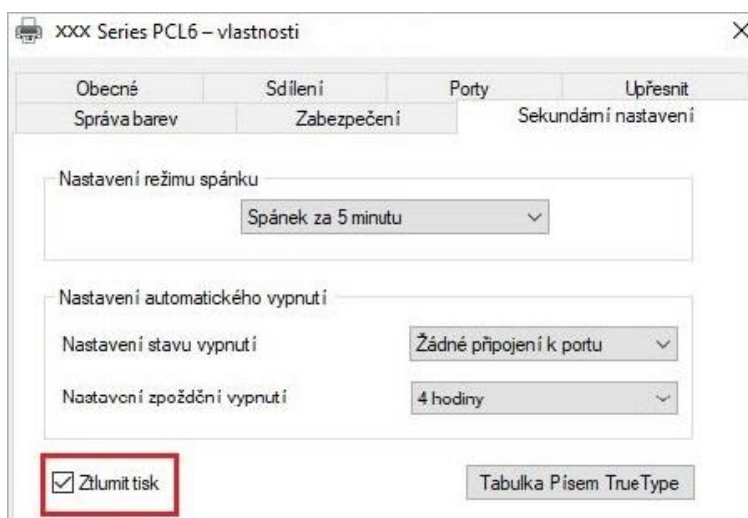 XXX Series PCL6 – vlastnosti
Obecné Sdílení Porty Upřesnit
Správa barev Zabezpečení Sekundární nastavení
Nastavení režimu spánku
Spánek za 5 minutu
Nastavení automatického vypnutí
Nastavení stavu vypnutí Žádné připojení k portu
Nastavení zpoždění vypnutí 4 hodiny
Ztlumit tisk Tabulka Písem TrueType